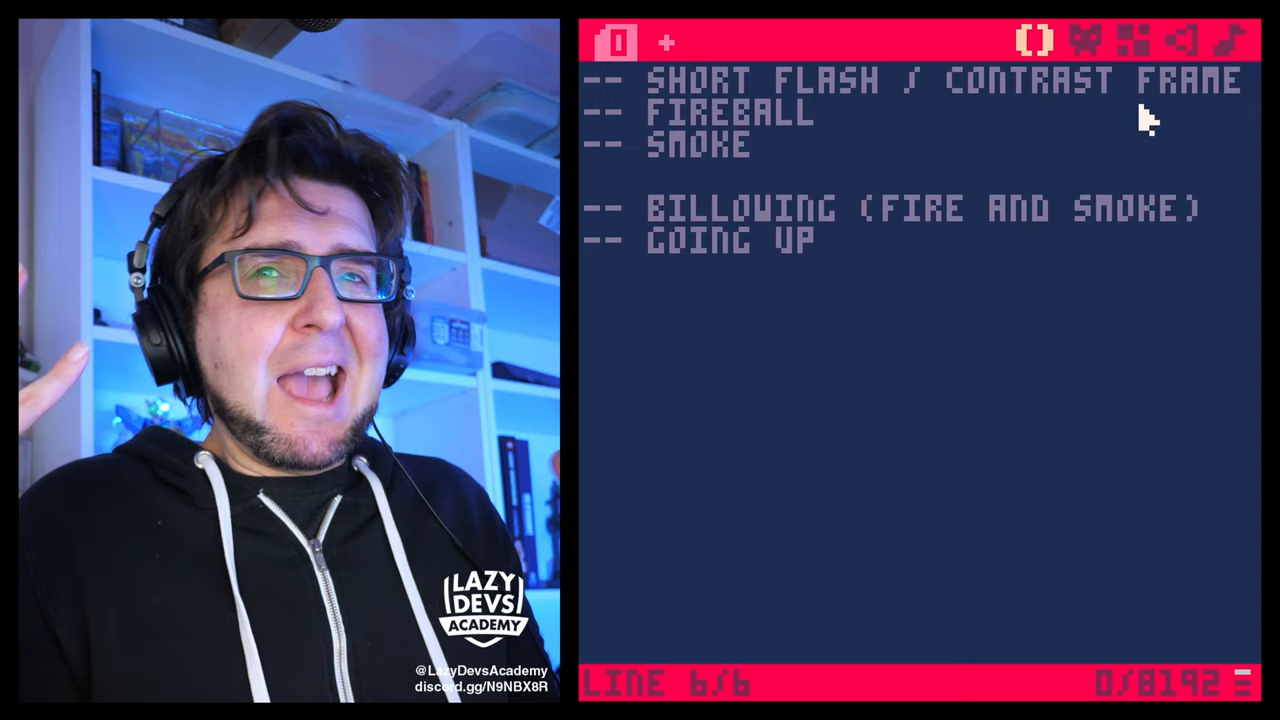 LAZY
DEVS
ACADEMY
@LazyDevsAcademy
discord.gg/N9NBX8R
0 +
-- SHORT FLASH / CONTRAST FRAME
-- FIREBALL
-- SMOKE
-- BILLOWING (FIRE AND SMOKE)
-- GOING UP
LINE 6/6
0/8192